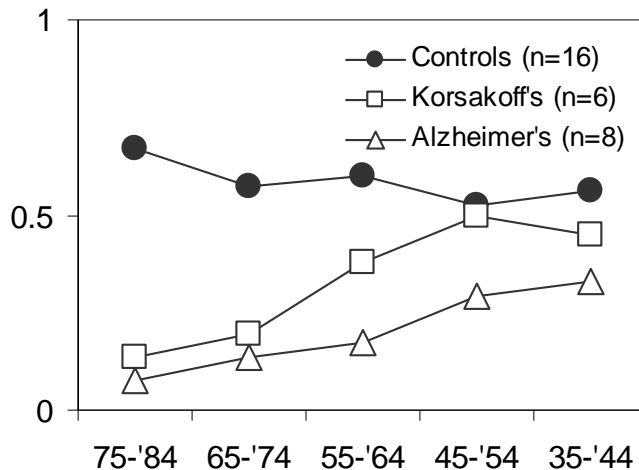 1
Controls (n=16)
Korsakoff's (n=6)
Alzheimer's (n=8)
0.5
0
75-'84 65-'74 55-'64 45-'54 35-'44